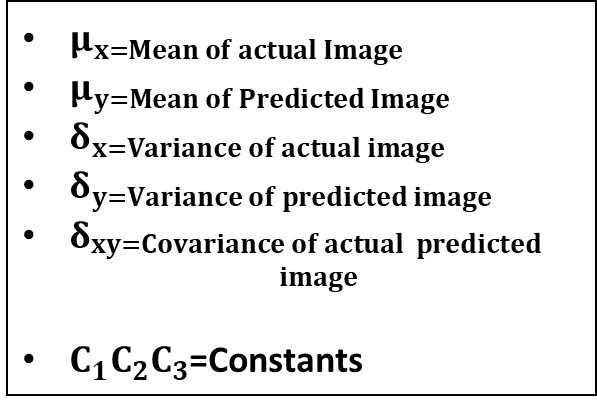 • μx=Mean of actual Image
• μy=Mean of Predicted Image
• δx=Variance of actual image
• δy=Variance of predicted image
• δxy=Covariance of actual predicted
image
• C₁C₂C₃=Constants